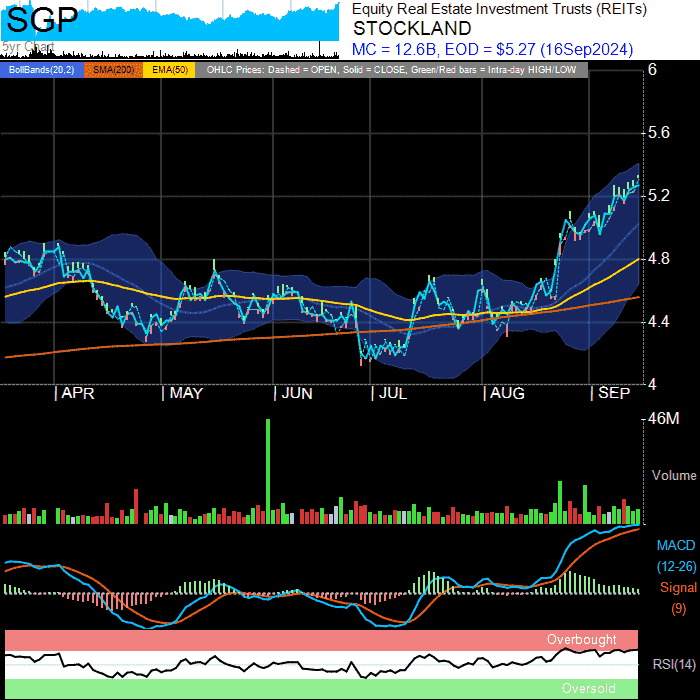 SGP
5yr Chart
Equity Real Estate Investment Trusts (REITs)
STOCKLAND
MC = 12.6B, EOD = $5.27 (16Sep2024)
BollBands(20,2) SMA(200) EMA(50) OHLC Prices: Dashed = OPEN, Solid = CLOSE, Green/Red bars = Intra-day HIGH/LOW
6
5.6
5.2
4.8
4.4
4
APR MAY JUN JUL AUG SEP
46M
Volume
MACD
(12-26)
Signal
(9)
Overbought
RSI(14)
Oversold